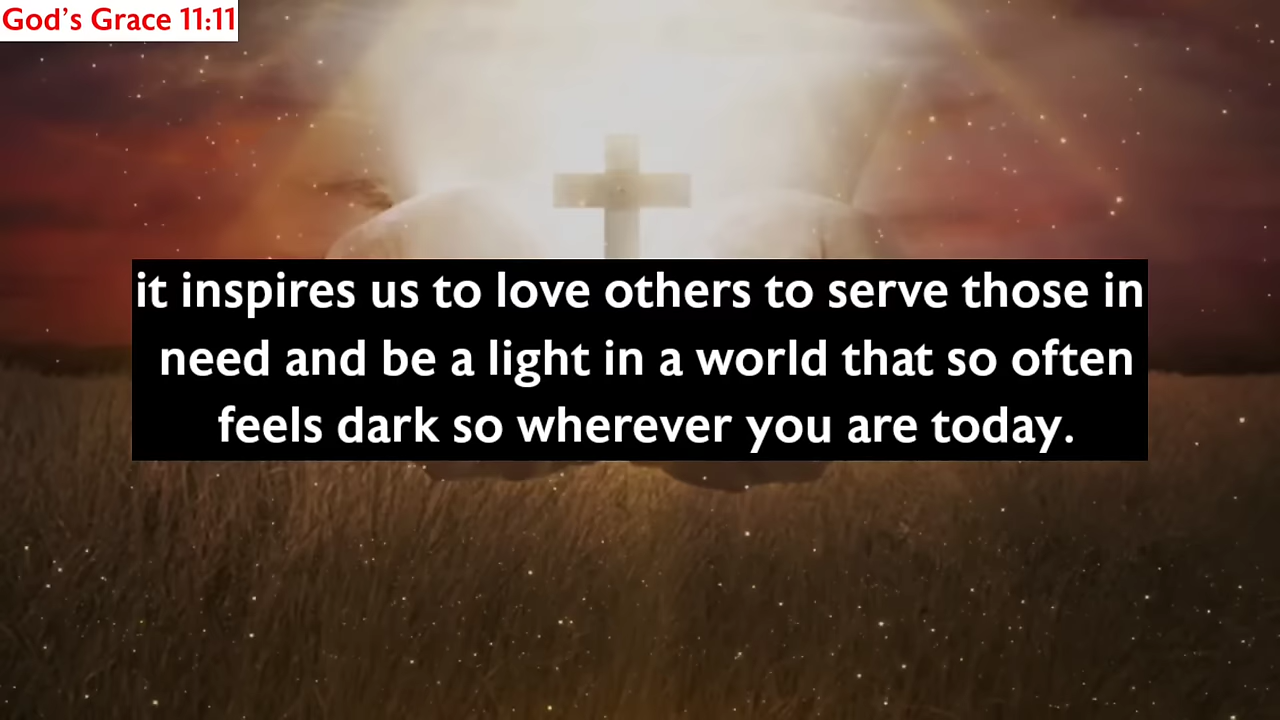 God’s Grace 11:11
it inspires us to love others to serve those in
need and be a light in a world that so often
feels dark so wherever you are today.